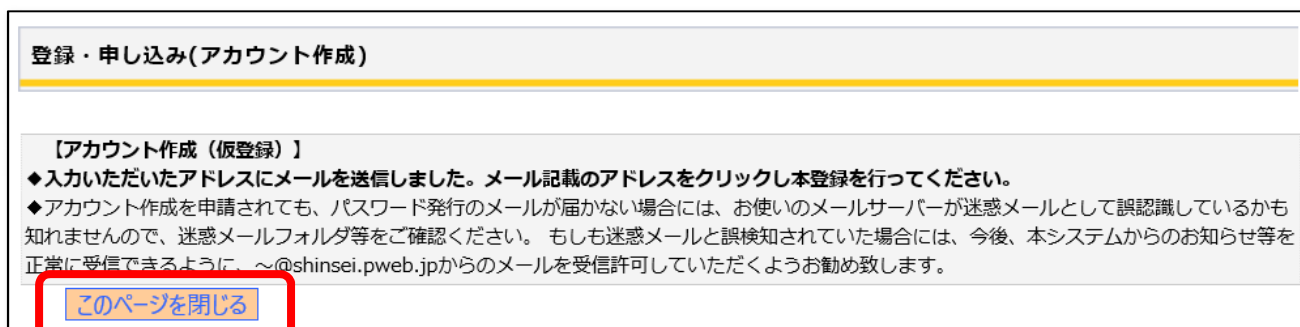 登録・申し込み(アカウント作成)
【アカウント作成（仮登録）】
◆入力いただいたアドレスにメールを送信しました。メール記載のアドレスをクリックし本登録を行ってください。
◆アカウント作成を申請されても、パスワード発行のメールが届かない場合には、お使いのメールサーバーが迷惑メールとして誤認識しているかも
知れませんので、迷惑メールフォルダ等をご確認ください。 もしも迷惑メールと誤検知されていた場合には、今後、本システムからのお知らせ等を
正常に受信できるように、～@shinsei.pweb.jpからのメールを受信許可していただくようお勧め致します。
このページを閉じる